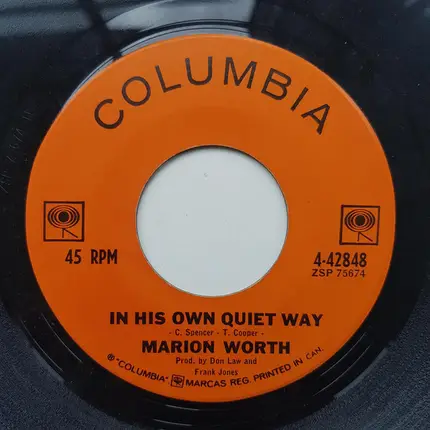 COLUMBIA
45 RPM
4-42848
ZSP 75674
IN HIS OWN QUIET WAY
- C. Spencer - T. Cooper -
MARION WORTH
Prod. by Don Law and
Frank Jones
® "COLUMBIA" MARCAS REG. PRINTED IN CAN.